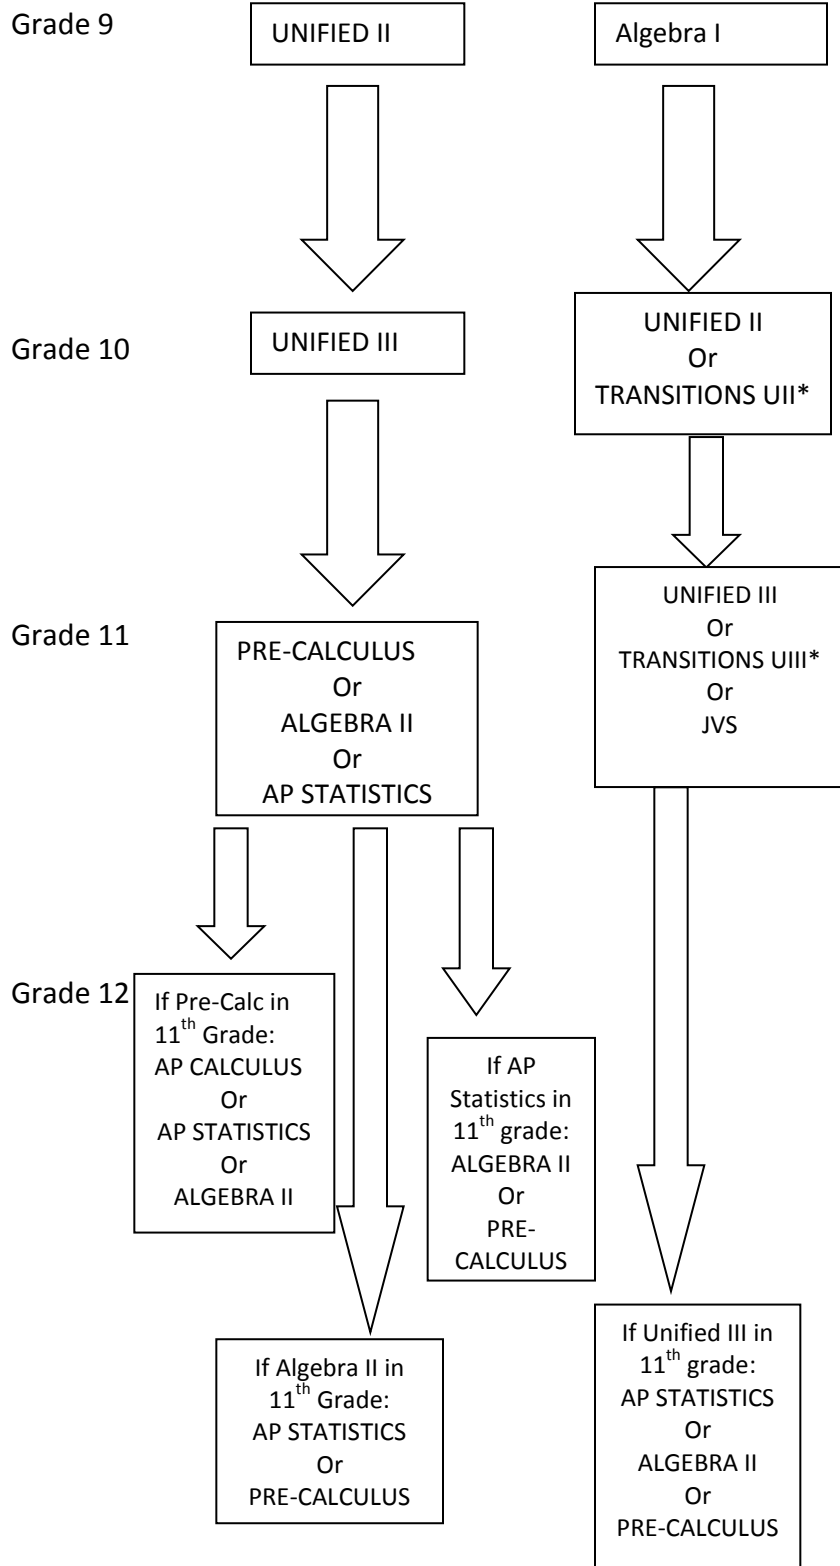 Grade 9
UNIFIED II
Algebra I
Grade 10
UNIFIED III
UNIFIED II
Or
TRANSITIONS UII*
Grade 11
PRE-CALCULUS
Or
ALGEBRA II
Or
AP STATISTICS
UNIFIED III
Or
TRANSITIONS UIII*
Or
JVS
Grade 12
If Pre-Calc in
11th Grade:
AP CALCULUS
Or
AP STATISTICS
Or
ALGEBRA II
If AP
Statistics in
11th grade:
ALGEBRA II
Or
PRE-
CALCULUS
If Algebra II in
11th Grade:
AP STATISTICS
Or
PRE-CALCULUS
If Unified III in
11th grade:
AP STATISTICS
Or
ALGEBRA II
Or
PRE-CALCULUS